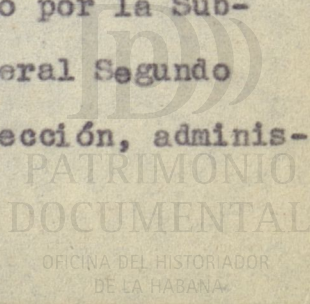 o por la Sub-
eral Segundo
ección, adminis-
PATRIMONIO
DOCUMENTAL
OFICINA DEL HISTORIADOR
DE LA HABANA